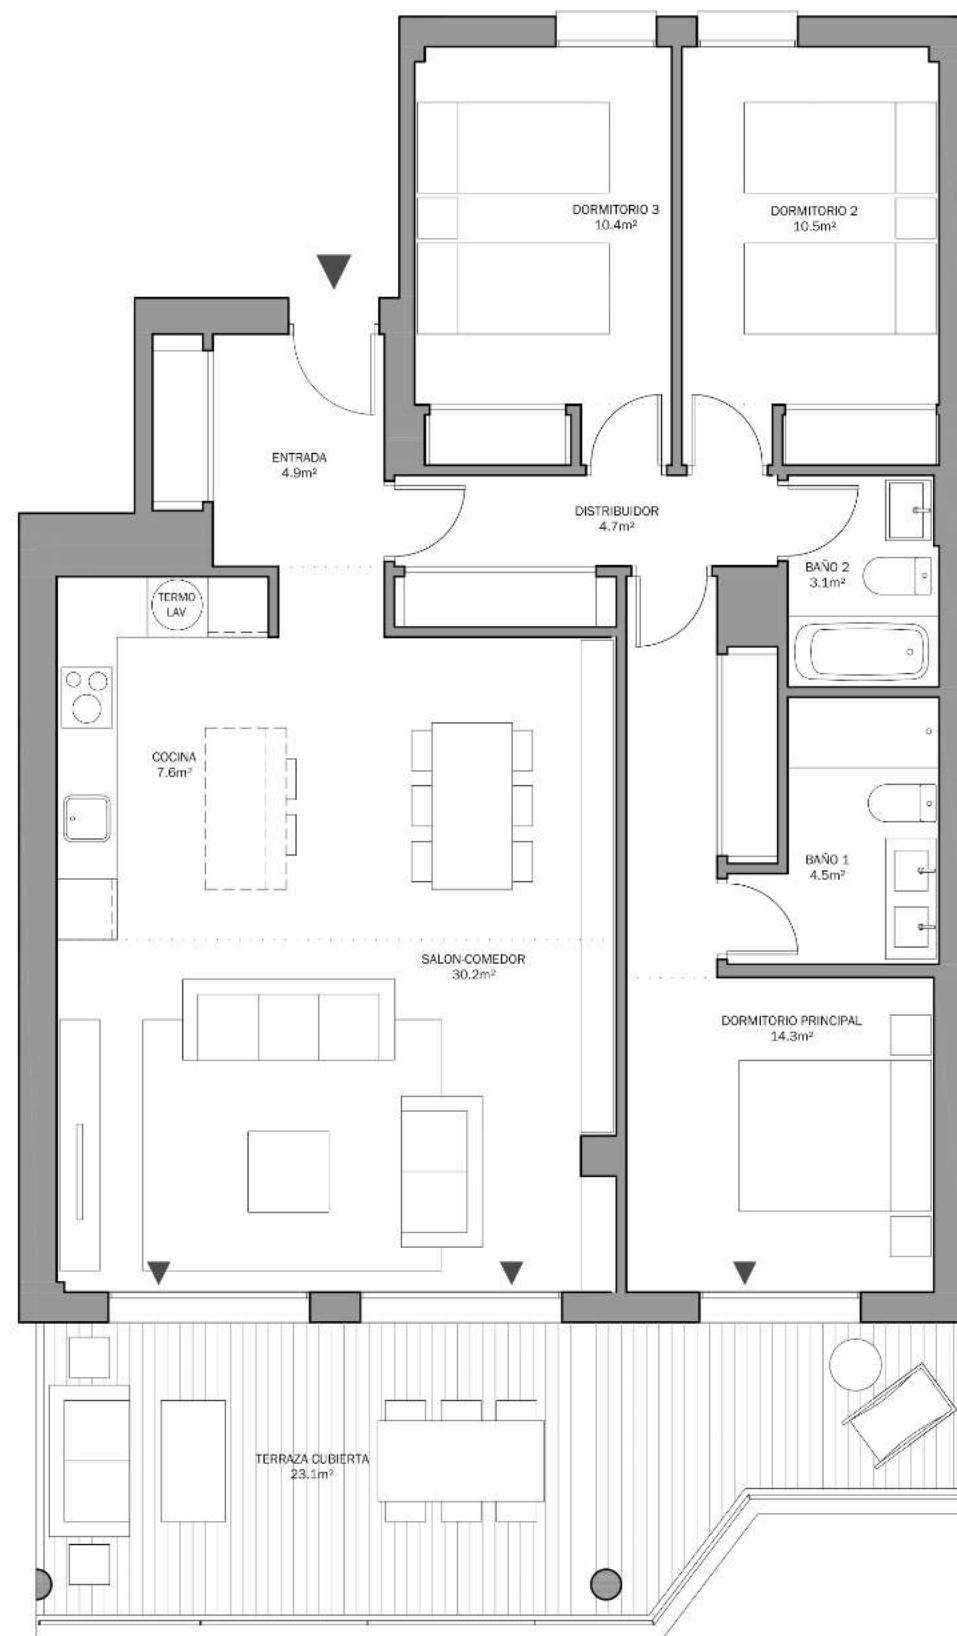 DORMITORIO 3
10.4m²
DORMITORIO 2
10.5m²
ENTRADA
4.9m²
DISTRIBUIDOR
4.7m²
BAÑO 2
3.1m²
TERMO
LAV
COCINA
7.6m²
BAÑO 1
4.5m²
SALON-COMEDOR
30.2m²
DORMITORIO PRINCIPAL
14.3m²
TERRAZA CUBIERTA
23.1m²